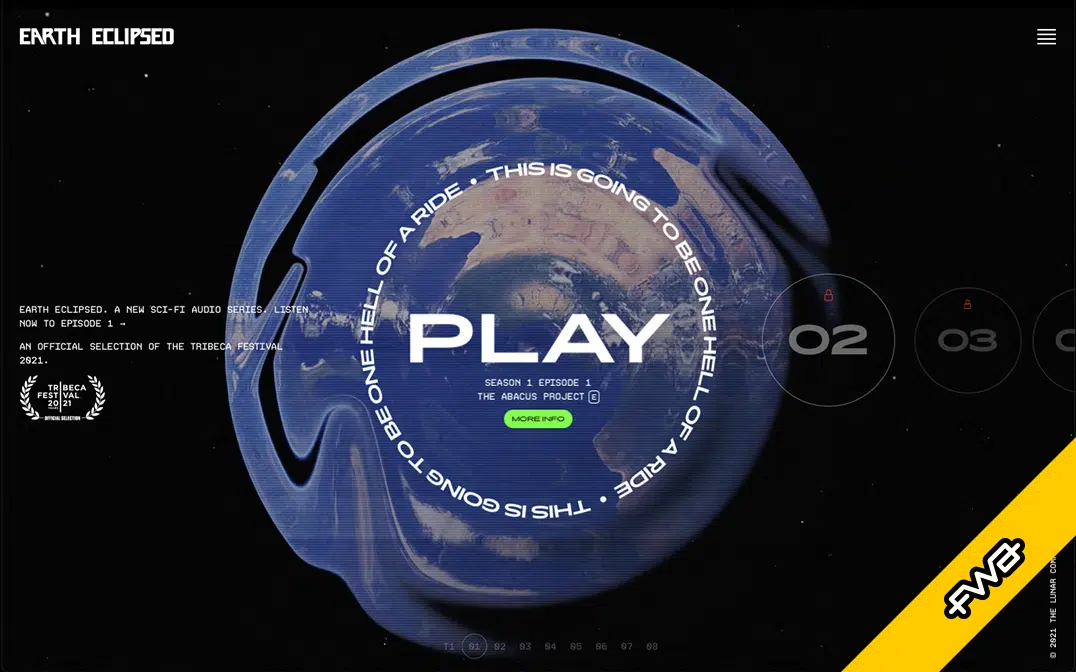 EARTH ECLIPSED
EARTH ECLIPSED. A NEW SCI-FI AUDIO SERIES. LISTEN
NOW TO EPISODE 1 →
AN OFFICIAL SELECTION OF THE TRIBECA FESTIVAL
2021.
TRIBECA
FESTIVAL
20 21
OFFICIAL SELECTION
THIS IS GOING TO BE ONE HELL OF A RIDE • THIS IS GOING TO BE ONE HELL OF A RIDE •
PLAY
SEASON 1 EPISODE 1
THE ABACUS PROJECT E
MORE INFO
02
03
T1 01 02 03 04 05 06 07 08
fwa
© 2021 THE LUNAR